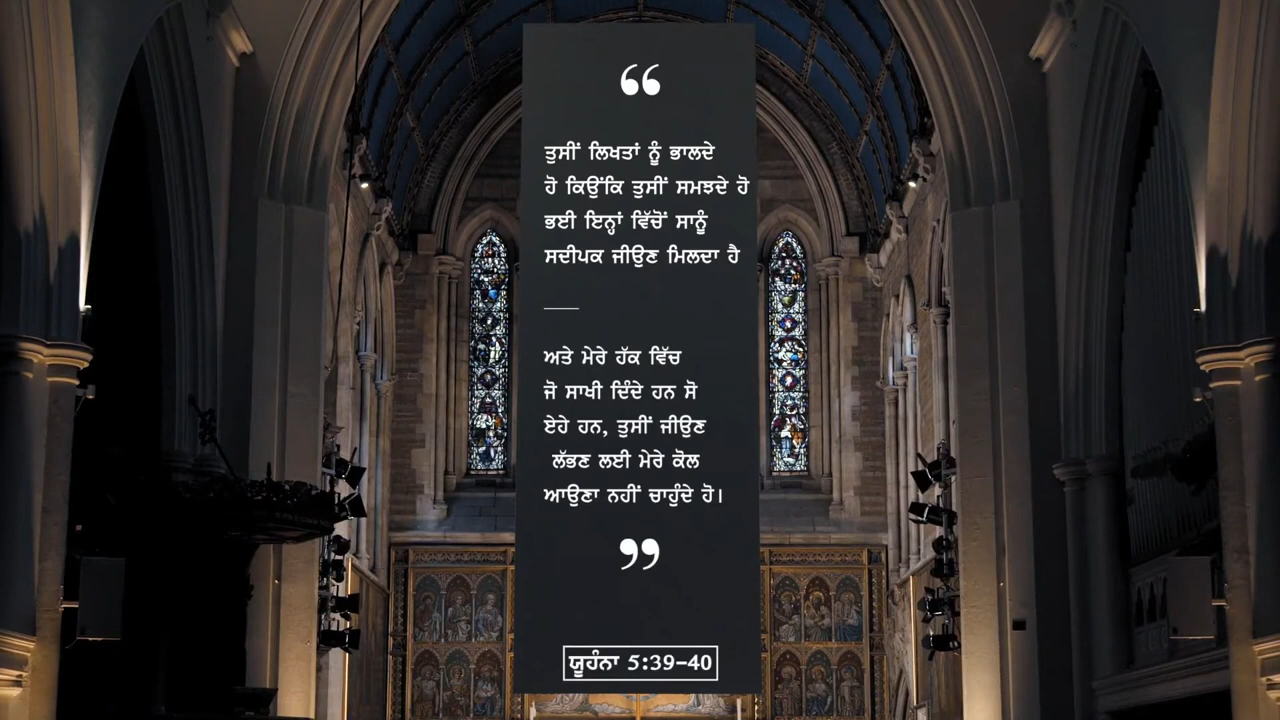 “
ਤੁਸੀਂ ਲਿਖਤਾਂ ਨੂੰ ਭਾਲਦੇ
ਹੋ ਕਿਉਂਕਿ ਤੁਸੀਂ ਸਮਝਦੇ ਹੋ
ਭਈ ਇਨ੍ਹਾਂ ਵਿੱਚੋਂ ਸਾਨੂੰ
ਸਦੀਪਕ ਜੀਉਣ ਮਿਲਦਾ ਹੈ
ਅਤੇ ਮੇਰੇ ਹੱਕ ਵਿੱਚ
ਜੋ ਸਾਖੀ ਦਿੰਦੇ ਹਨ ਸੋ
ਏਹੇ ਹਨ, ਤੁਸੀਂ ਜੀਉਣ
ਲੱਭਣ ਲਈ ਮੇਰੇ ਕੋਲ
ਆਉਣਾ ਨਹੀਂ ਚਾਹੁੰਦੇ ਹੋ।
”
ਯੂਹੰਨਾ 5:39-40